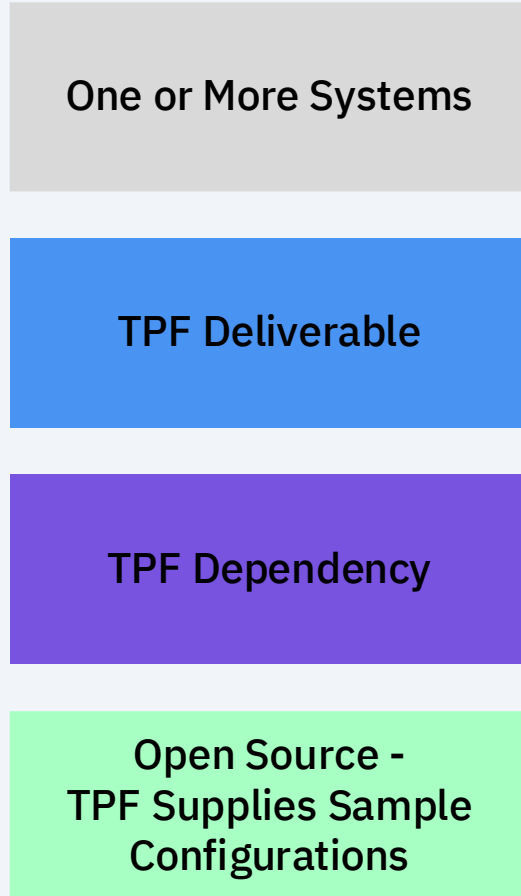 One or More Systems
TPF Deliverable
TPF Dependency
Open Source -
TPF Supplies Sample
Configurations